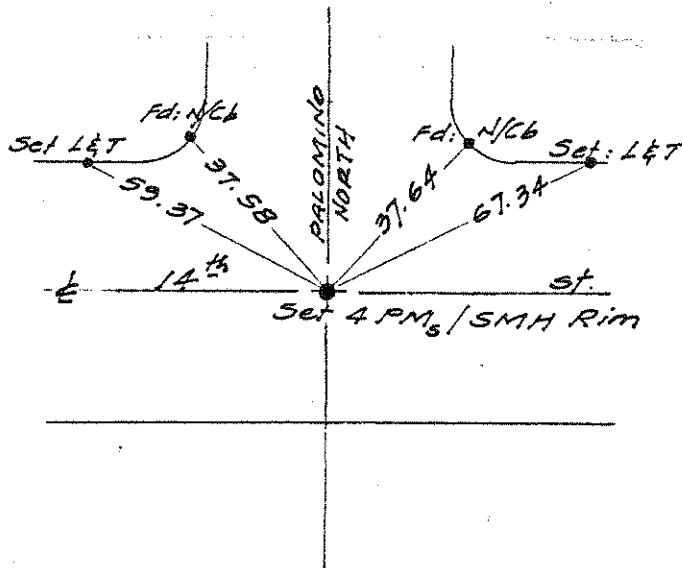 PALOMINO
NORTH
Fd: N/Cb
Fd: N/Cb
Set L&T
Set: L&T
59.37
37.58
37.64
67.34
℄ 14th st.
Set 4 PMs/SMH Rim